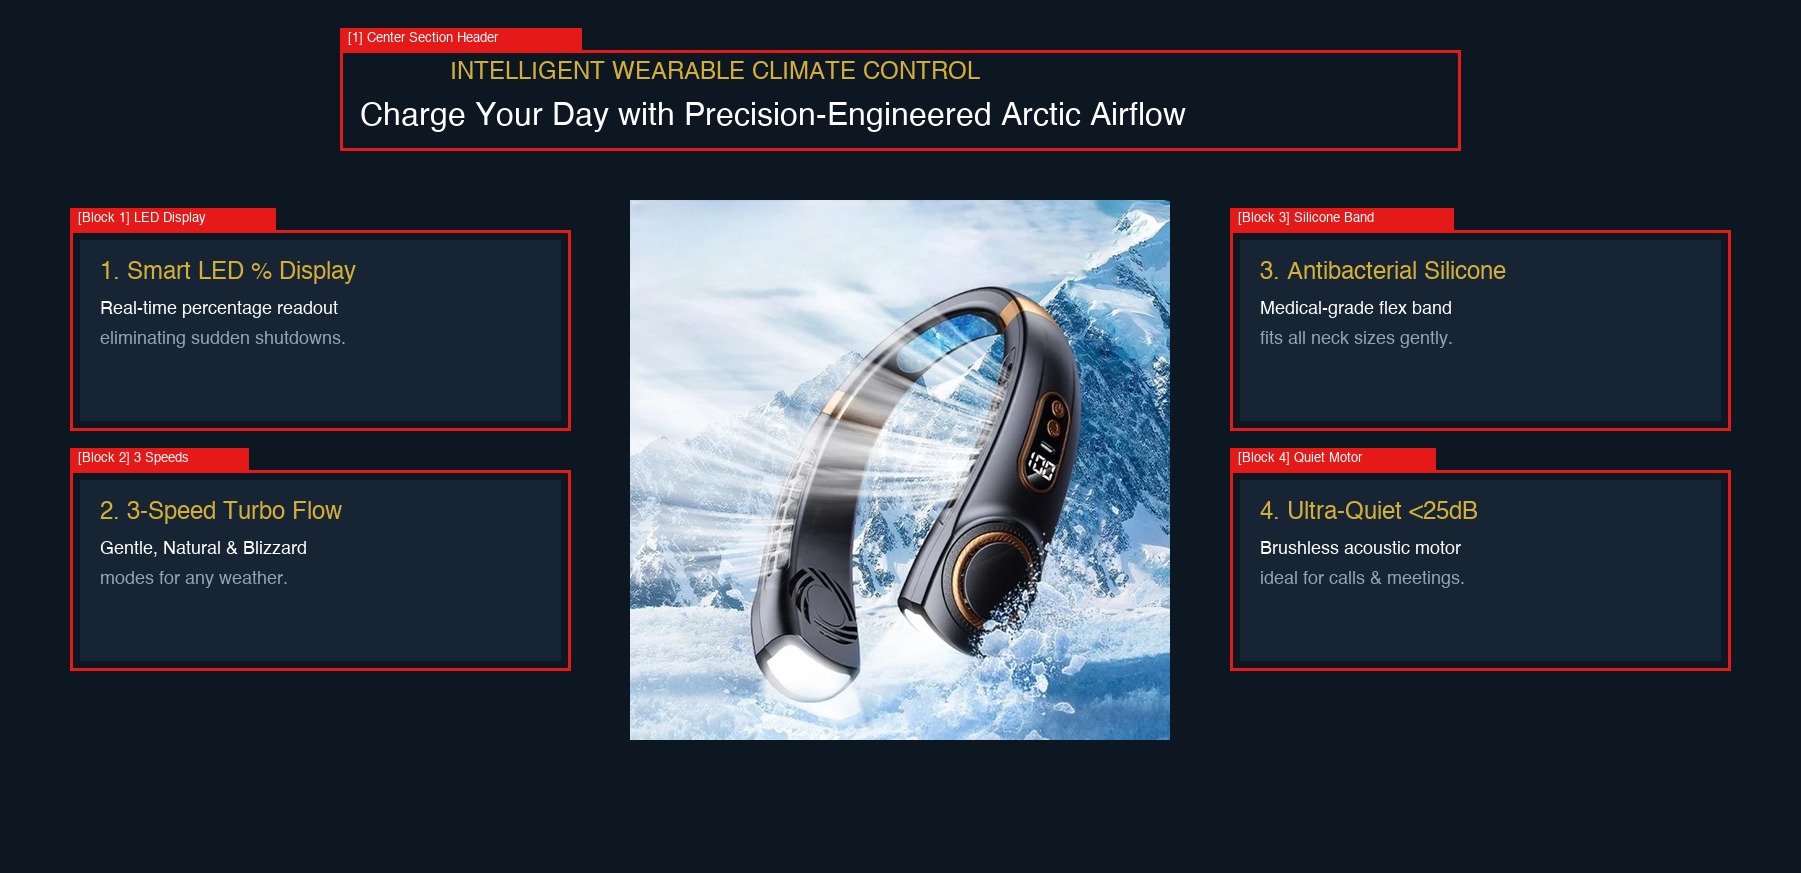 [1] Center Section Header
INTELLIGENT WEARABLE CLIMATE CONTROL
Charge Your Day with Precision-Engineered Arctic Airflow
[Block 1] LED Display
1. Smart LED % Display
Real-time percentage readout
eliminating sudden shutdowns.
[Block 2] 3 Speeds
2. 3-Speed Turbo Flow
Gentle, Natural & Blizzard
modes for any weather.
100
[Block 3] Silicone Band
3. Antibacterial Silicone
Medical-grade flex band
fits all neck sizes gently.
[Block 4] Quiet Motor
4. Ultra-Quiet <25dB
Brushless acoustic motor
ideal for calls & meetings.